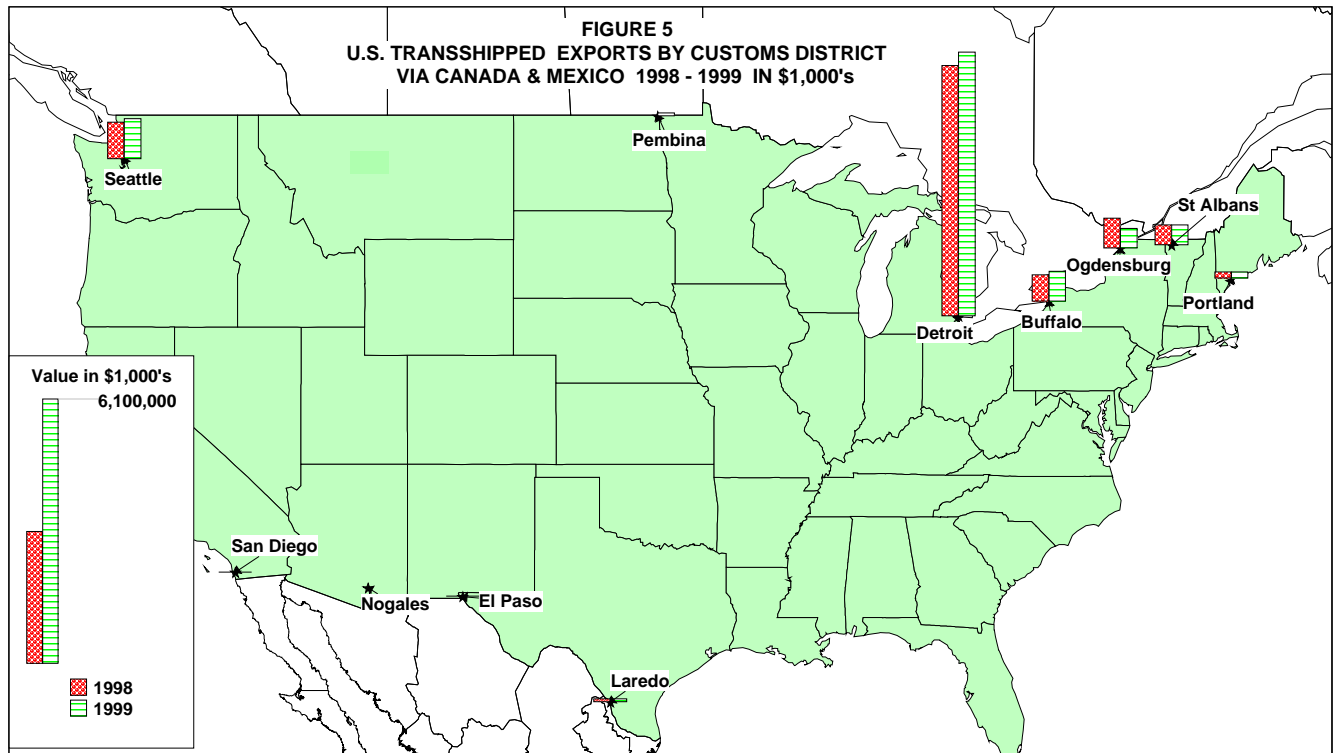 FIGURE 5
U.S. TRANSSHIPPED EXPORTS BY CUSTOMS DISTRICT
VIA CANADA & MEXICO 1998 - 1999 IN $1,000's
Pembina
Seattle
St Albans
Ogdensburg
Portland
Buffalo
Detroit
Value in $1,000's
6,100,000
San Diego
Nogales
El Paso
Laredo
1998
1999